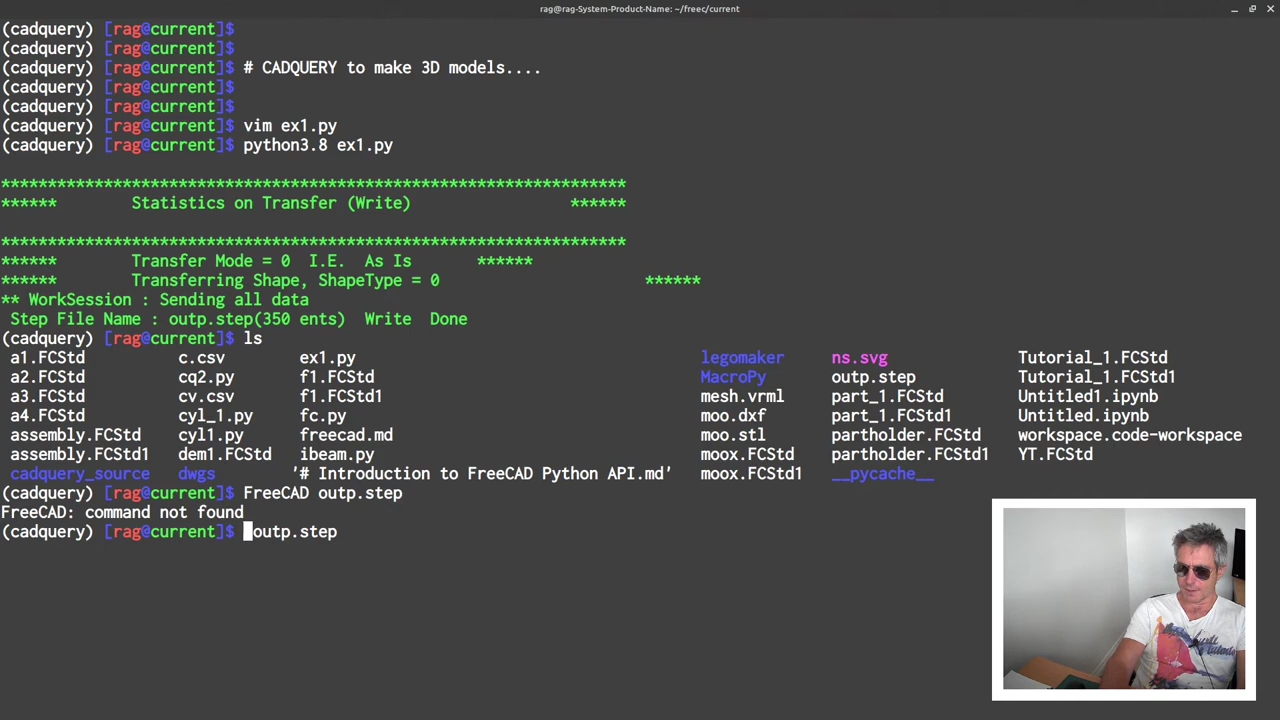 rag@rag-System-Product-Name: ~/freec/current
(cadquery) [rag@current]$
(cadquery) [rag@current]$
(cadquery) [rag@current]$ # CADQUERY to make 3D models....
(cadquery) [rag@current]$
(cadquery) [rag@current]$
(cadquery) [rag@current]$ vim ex1.py
(cadquery) [rag@current]$ python3.8 ex1.py
*******************************************************************
****** Statistics on Transfer (Write) ******
*******************************************************************
****** Transfer Mode = 0 I.E. As Is ******
****** Transferring Shape, ShapeType = 0 ******
** WorkSession : Sending all data
Step File Name : outp.step(350 ents) Write Done
(cadquery) [rag@current]$ ls
a1.FCStd c.csv ex1.py legomaker ns.svg Tutorial_1.FCStd
a2.FCStd cq2.py f1.FCStd MacroPy outp.step Tutorial_1.FCStd1
a3.FCStd cv.csv f1.FCStd1 mesh.vrml part_1.FCStd Untitled1.ipynb
a4.FCStd cyl_1.py fc.py moo.dxf part_1.FCStd1 Untitled.ipynb
assembly.FCStd cyl1.py freecad.md moo.stl partholder.FCStd workspace.code-workspace
assembly.FCStd1 dem1.FCStd ibeam.py moox.FCStd partholder.FCStd1 YT.FCStd
cadquery_source dwgs '# Introduction to FreeCAD Python API.md' moox.FCStd1 __pycache__
(cadquery) [rag@current]$ FreeCAD outp.step
FreeCAD: command not found
(cadquery) [rag@current]$ outp.step